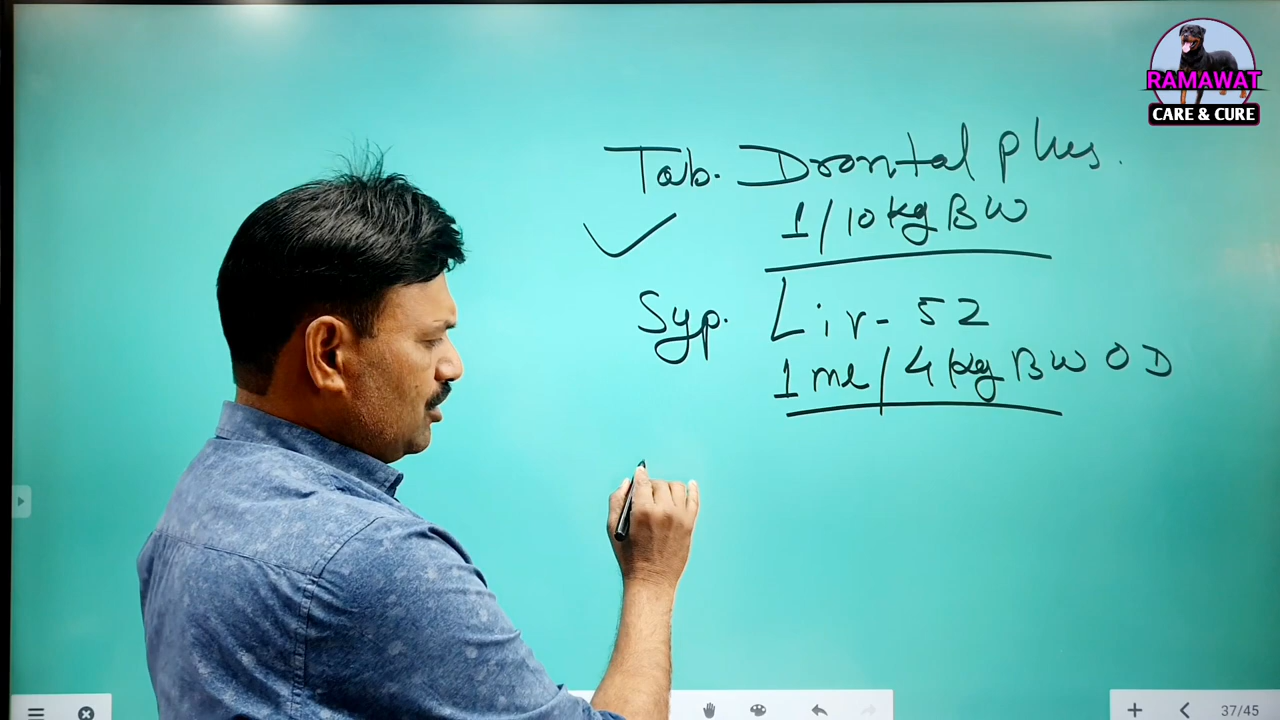 RAMAWAT
CARE & CURE
Tab. Drontal plus.
1/10 kg BW
Syp. Liv-52
1 ml/4 kg BW OD
37/45